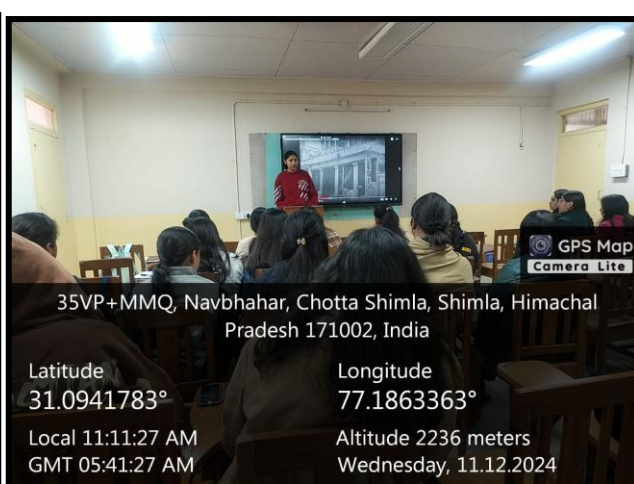 GPS Map
Camera Lite
35VP+MMQ, Navbhahar, Chotta Shimla, Shimla, Himachal
Pradesh 171002, India
Latitude
31.0941783°
Longitude
77.1863363°
Local 11:11:27 AM
GMT 05:41:27 AM
Altitude 2236 meters
Wednesday, 11.12.2024